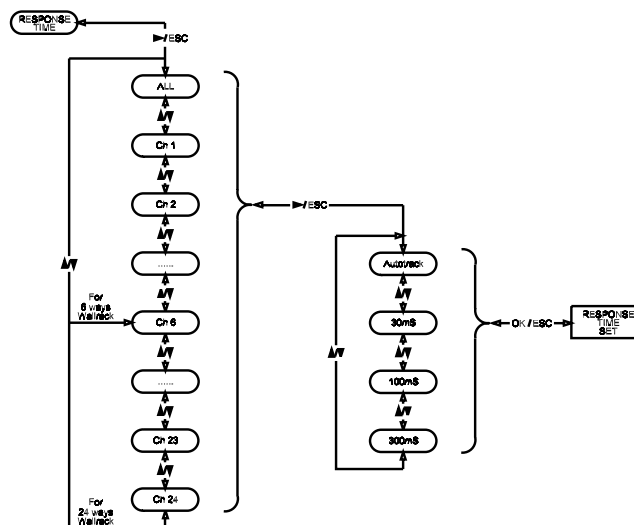 RESPONSE
TIME
►/ESC
ALL
▲/▼
Ch 1
▲/▼
Ch 2
▲/▼
......
▲/▼
For
6 ways
Wallrack
Ch 6
▲/▼
......
▲/▼
Ch 23
▲/▼
Ch 24
For
24 ways
Wallrack
▲/▼
►/ESC
Autotrack
▲/▼
30mS
▲/▼
100mS
▲/▼
300mS
▲/▼
OK / ESC
RESPONSE
TIME
SET